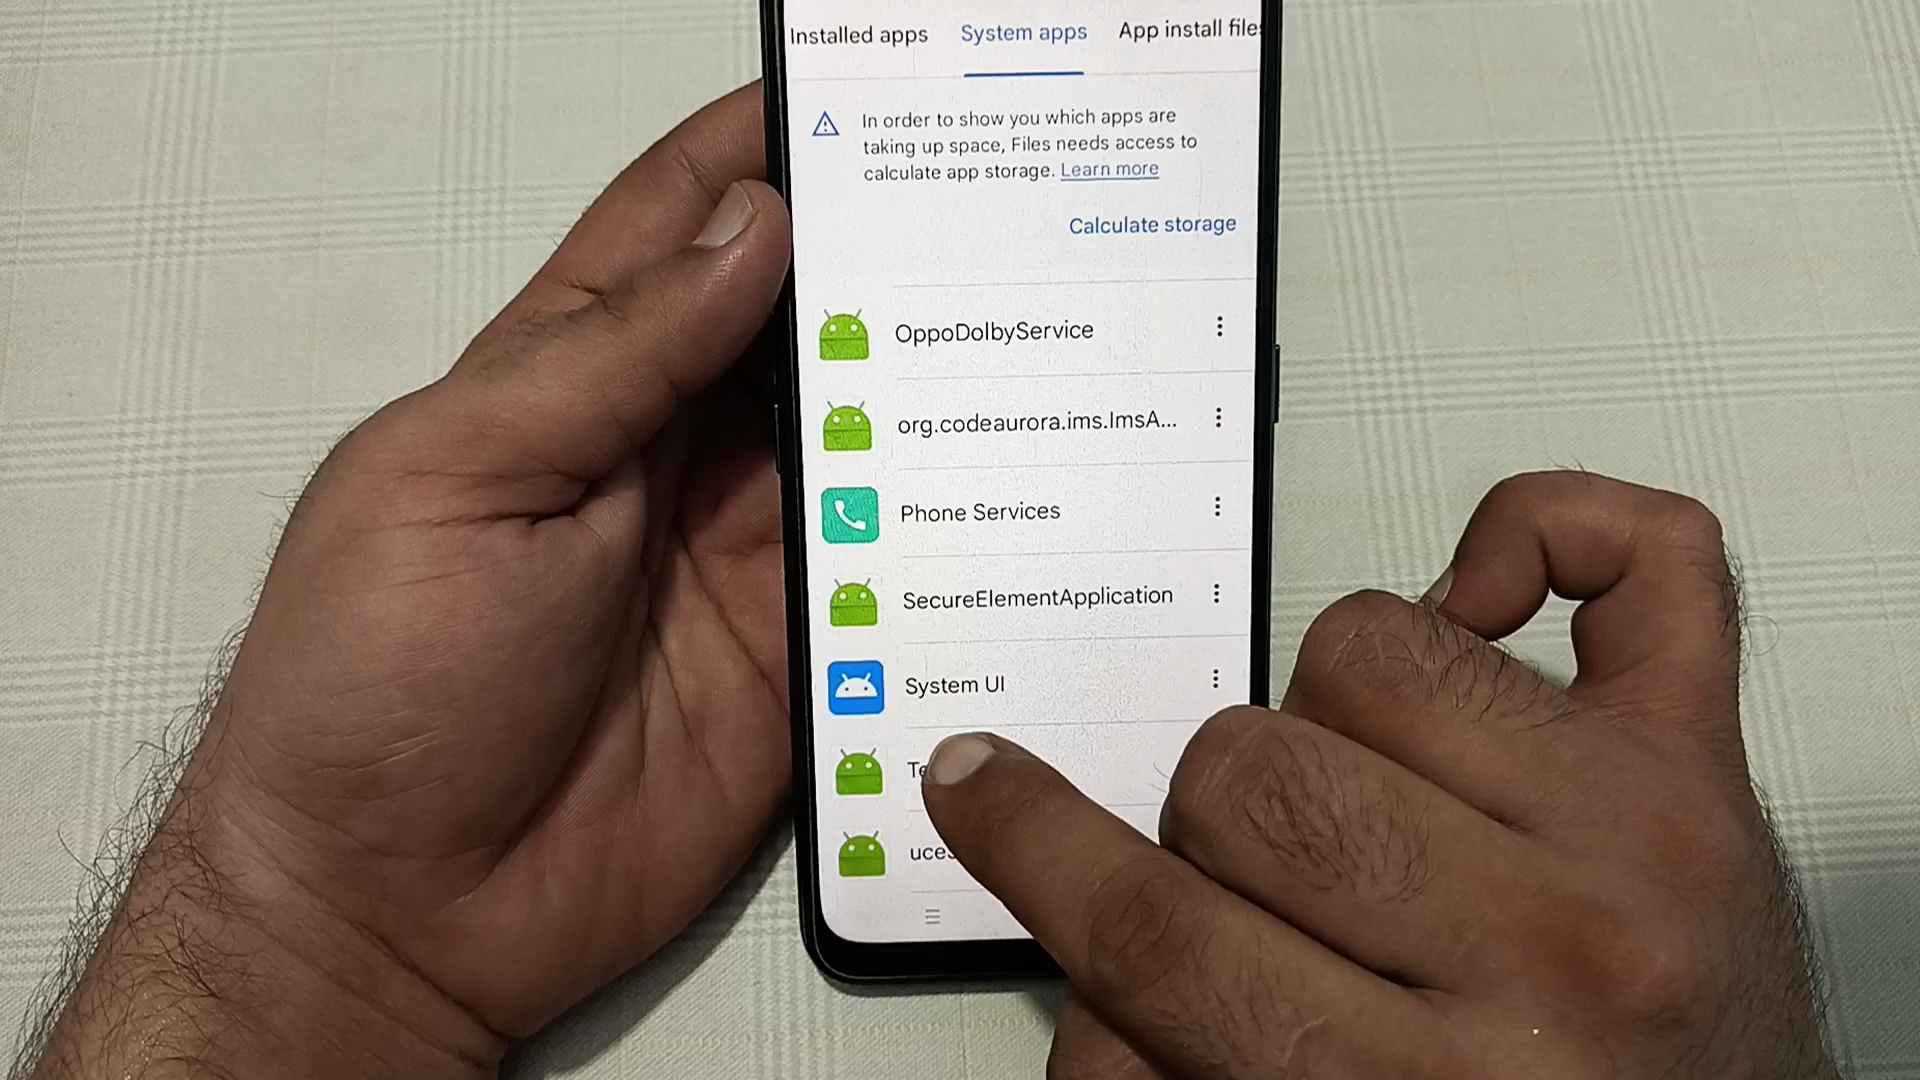 Installed apps System apps App install file
In order to show you which apps are
taking up space, Files needs access to
calculate app storage. Learn more
Calculate storage
OppoDolbyService
org.codeaurora.ims.ImsA...
Phone Services
SecureElementApplication
System UI